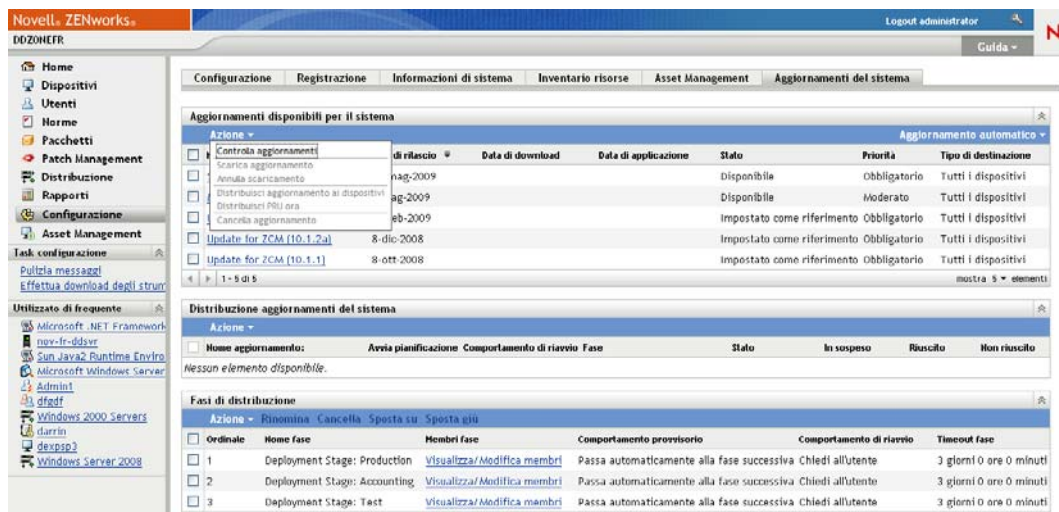 Novell® ZENworks®
Logout administrator
DDZONEFR
Guida
Home
Dispositivi
Utenti
Norme
Pacchetti
Patch Management
Distribuzione
Rapporti
Configurazione
Asset Management
Task configurazione
Pulizia messaggi
Effettua download degli strum
Utilizzato di frequente
Microsoft .NET Framework
nov-fr-ddsvr
Sun Java2 Runtime Enviro
Microsoft Windows Server
Admin1
dfgdf
Windows 2000 Servers
darrin
dexpsp3
Windows Server 2008
Configurazione Registrazione Informazioni di sistema Inventario risorse Asset Management Aggiornamenti del sistema
Aggiornamenti disponibili per il sistema
Azione Aggiornamento automatico
di rilascio Data di download Data di applicazione Stato Priorità Tipo di destinazione
Controlla aggiornamenti
Scarica aggiornamento
Annulla scaricamento
Distribuisci aggiornamento ai dispositivi
Distribuisci PRU ora
Cancella aggiornamento
mag-2009 Disponibile Obbligatorio Tutti i dispositivi
ag-2009 Disponibile Moderato Tutti i dispositivi
eb-2009 Impostato come riferimento Obbligatorio Tutti i dispositivi
Update for ZCM (10.1.2a) 8-dic-2008 Impostato come riferimento Obbligatorio Tutti i dispositivi
Update for ZCM (10.1.1) 8-ott-2008 Impostato come riferimento Obbligatorio Tutti i dispositivi
1 - 5 di 5 mostra 5 elementi
Distribuzione aggiornamenti del sistema
Azione
Nome aggiornamento: Avvia pianificazione Comportamento di riavvio Fase Stato In sospeso Riuscito Non riuscito
Nessun elemento disponibile.
Fasi di distribuzione
Azione Rinomina Cancella Sposta su Sposta giù
Ordinale Nome fase Membri fase Comportamento provvisorio Comportamento di riavvio Timeout fase
1 Deployment Stage: Production Visualizza/Modifica membri Passa automaticamente alla fase successiva Chiedi all'utente 3 giorni 0 ore 0 minuti
2 Deployment Stage: Accounting Visualizza/Modifica membri Passa automaticamente alla fase successiva Chiedi all'utente 3 giorni 0 ore 0 minuti
3 Deployment Stage: Test Visualizza/Modifica membri Passa automaticamente alla fase successiva Chiedi all'utente 3 giorni 0 ore 0 minuti